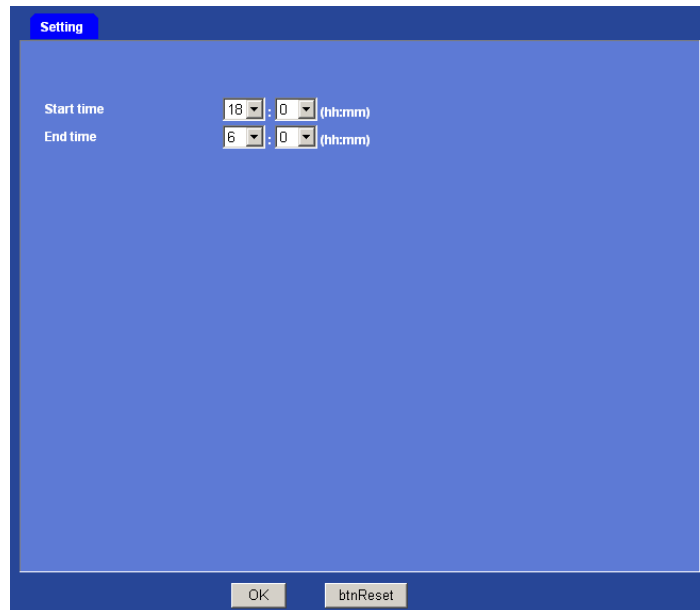 Setting
Start time 18 : 0 (hh:mm)
End time 6 : 0 (hh:mm)
OK btnReset